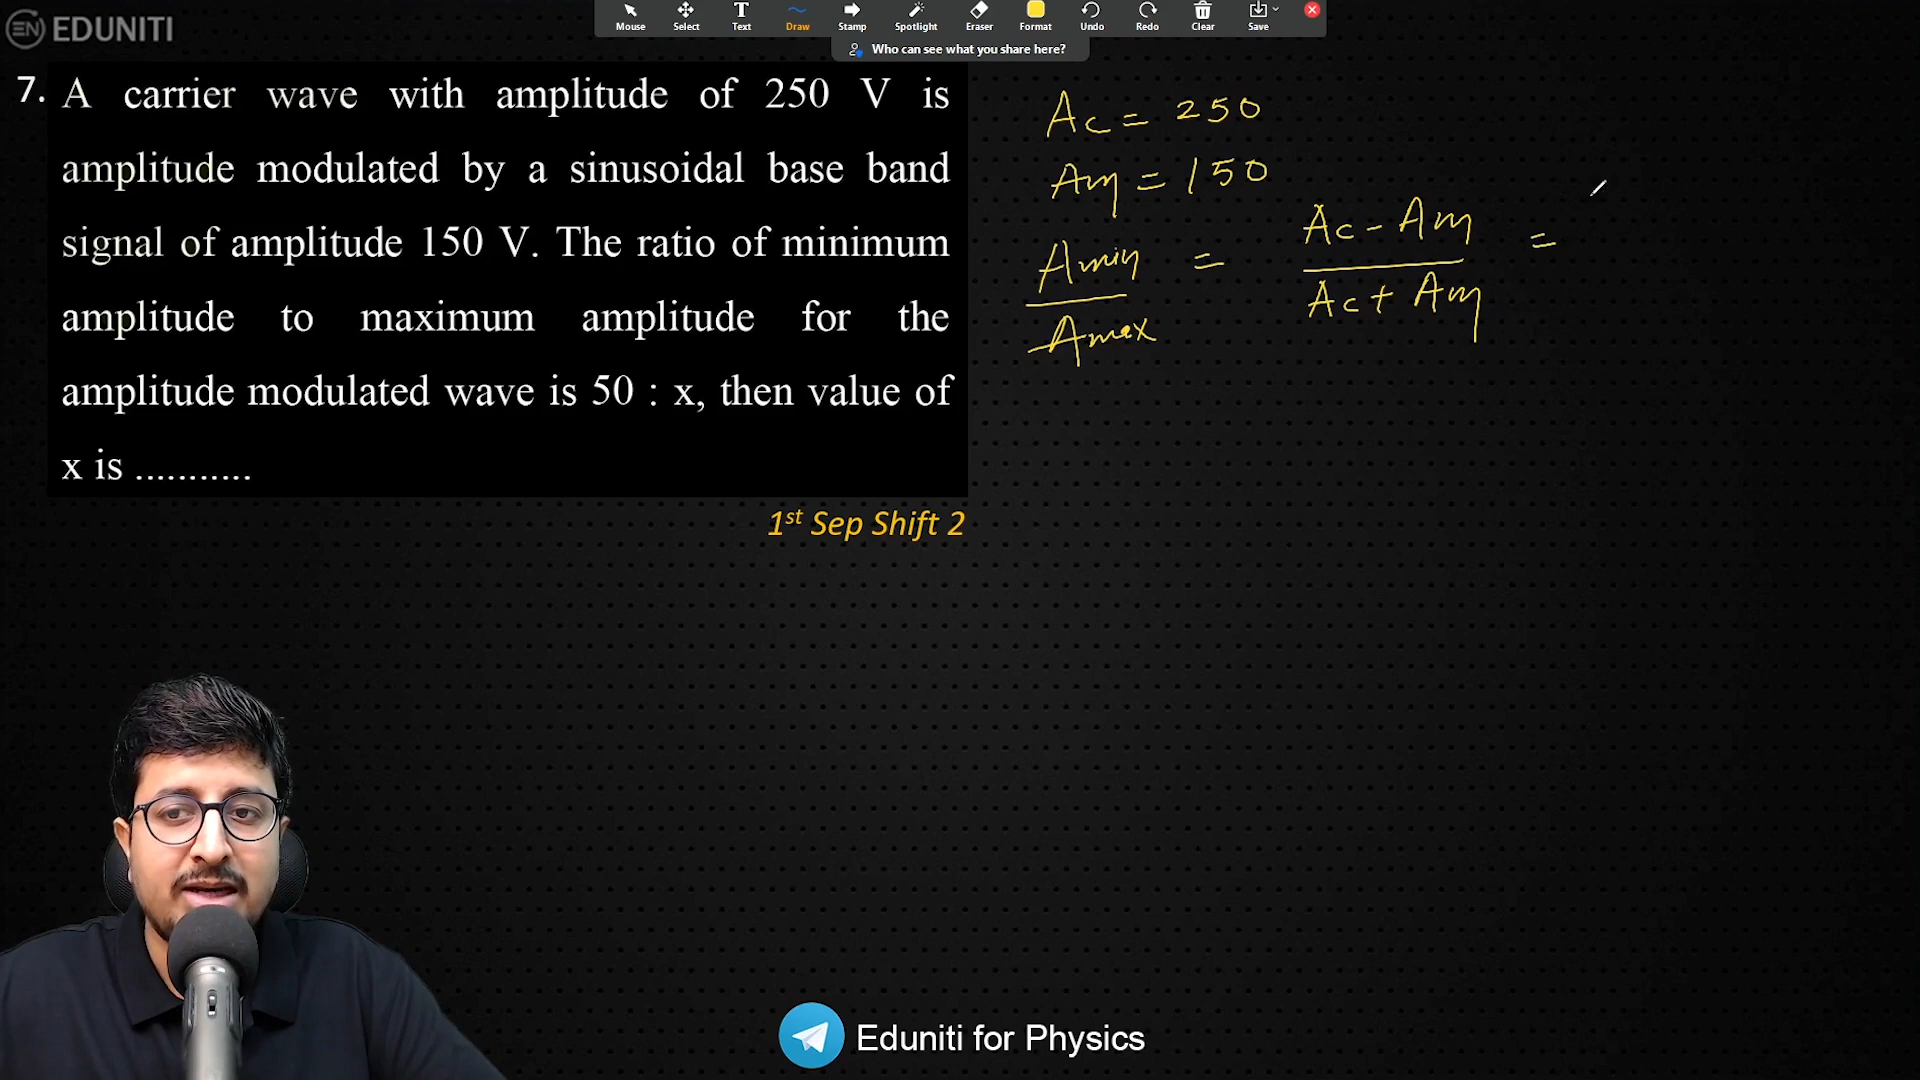 EN EDUNITI
Mouse Select Text Draw Stamp Spotlight Eraser Format Undo Redo Clear Save
Who can see what you share here?
7. A carrier wave with amplitude of 250 V is
amplitude modulated by a sinusoidal base band
signal of amplitude 150 V. The ratio of minimum
amplitude to maximum amplitude for the
amplitude modulated wave is 50 : x, then value of
x is ...........
1st Sep Shift 2
Ac = 250
Am = 150
Amin / Amax = Ac - Am / Ac + Am =
Eduniti for Physics